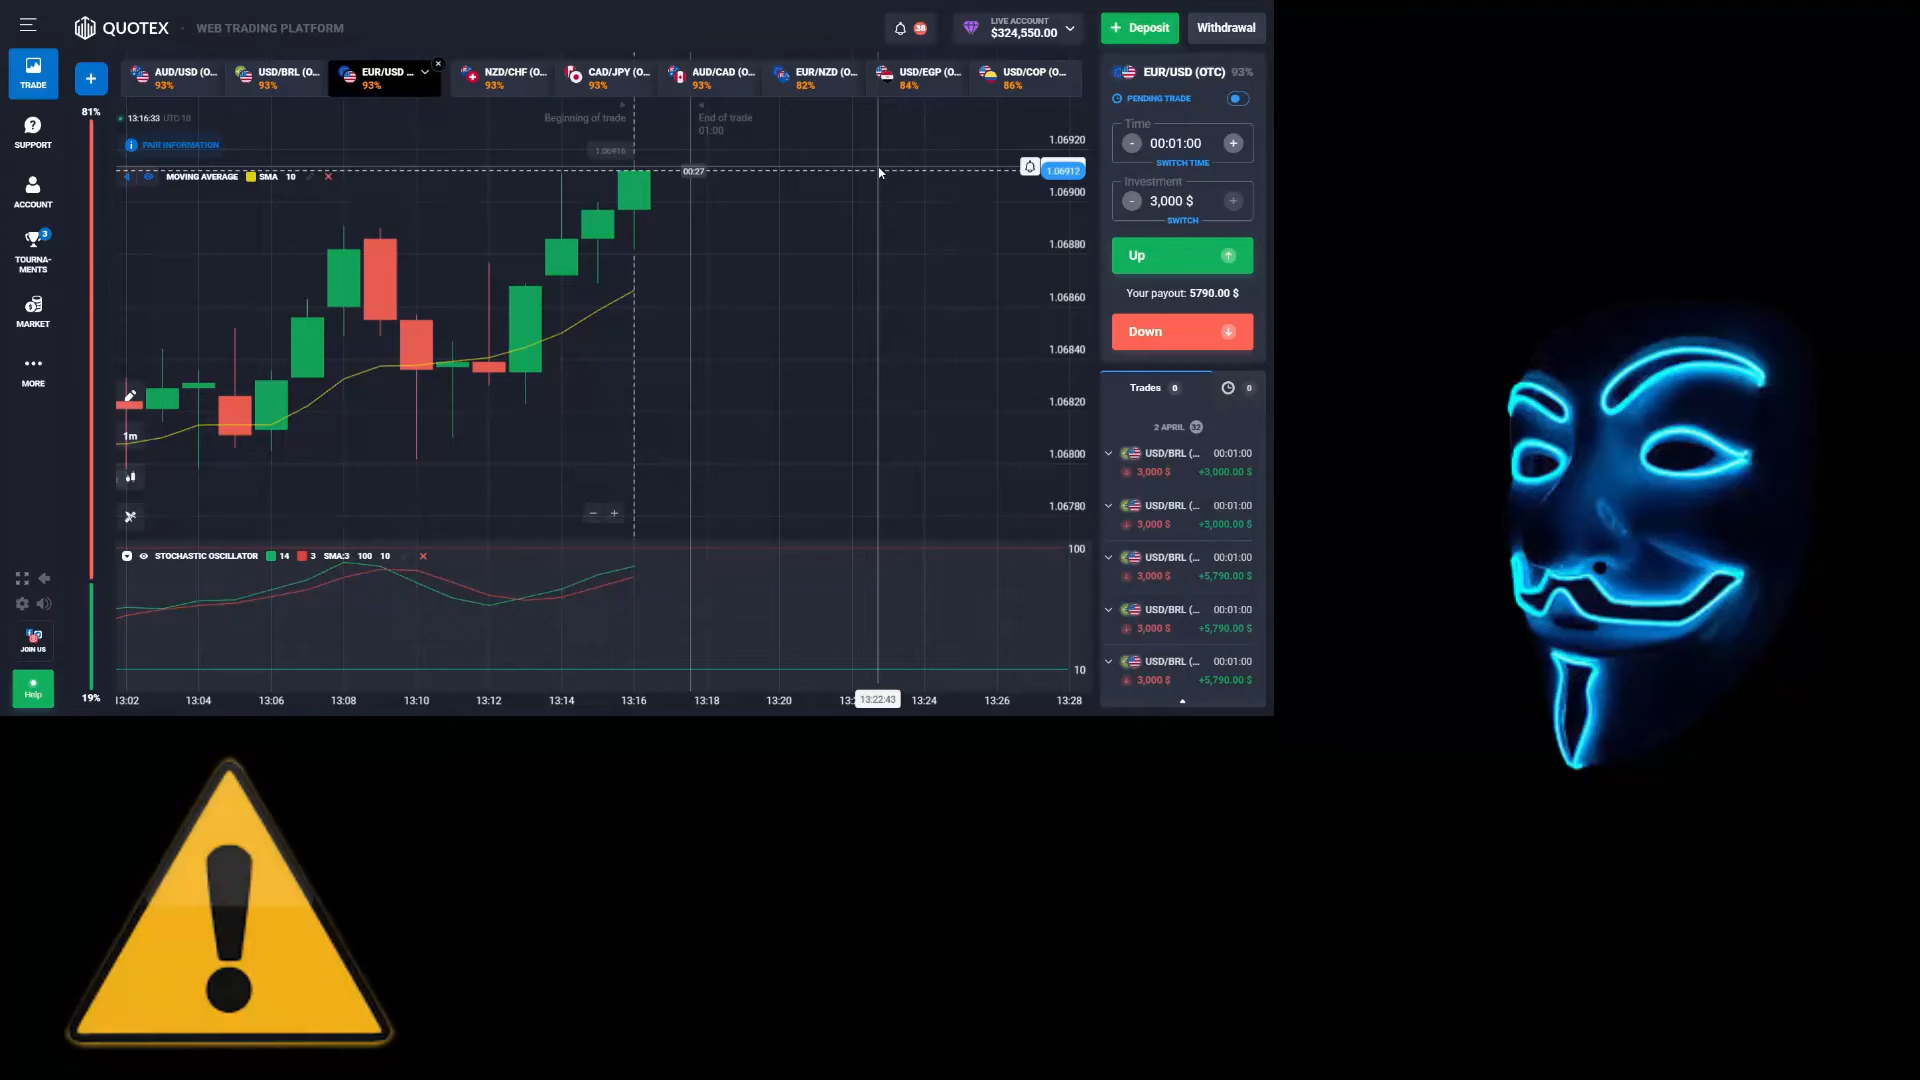 QUOTEX • WEB TRADING PLATFORM
38
LIVE ACCOUNT
$324,550.00
+ Deposit
Withdrawal
TRADE
+
AUD/USD (O...
93%
USD/BRL (O...
93%
EUR/USD ...
93%
NZD/CHF (O...
93%
CAD/JPY (O...
93%
AUD/CAD (O...
93%
EUR/NZD (O...
82%
USD/EGP (O...
84%
USD/COP (O...
86%
SUPPORT
ACCOUNT
3
TOURNA-
MENTS
MARKET
MORE
JOIN US
Help
81%
19%
13:16:33 UTC-10
Beginning of trade
End of trade
01:00
PAIR INFORMATION
1.06916
MOVING AVERAGE SMA 10
00:27
1.06920
1.06912
1.06900
1.06880
1.06860
1.06840
1.06820
1.06800
1.06780
1m
STOCHASTIC OSCILLATOR 14 3 SMA:3 100 10
100
10
13:02 13:04 13:06 13:08 13:10 13:12 13:14 13:16 13:18 13:20 13:22:43 13:24 13:26 13:28
EUR/USD (OTC) 93%
PENDING TRADE
Time
- 00:01:00 +
SWITCH TIME
Investment
- 3,000 $ +
SWITCH
Up
Your payout: 5790.00 $
Down
Trades 0 0
2 APRIL 32
USD/BRL (... 00:01:00
3,000 $ +3,000.00 $
USD/BRL (... 00:01:00
3,000 $ +3,000.00 $
USD/BRL (... 00:01:00
3,000 $ +5,790.00 $
USD/BRL (... 00:01:00
3,000 $ +5,790.00 $
USD/BRL (... 00:01:00
3,000 $ +5,790.00 $